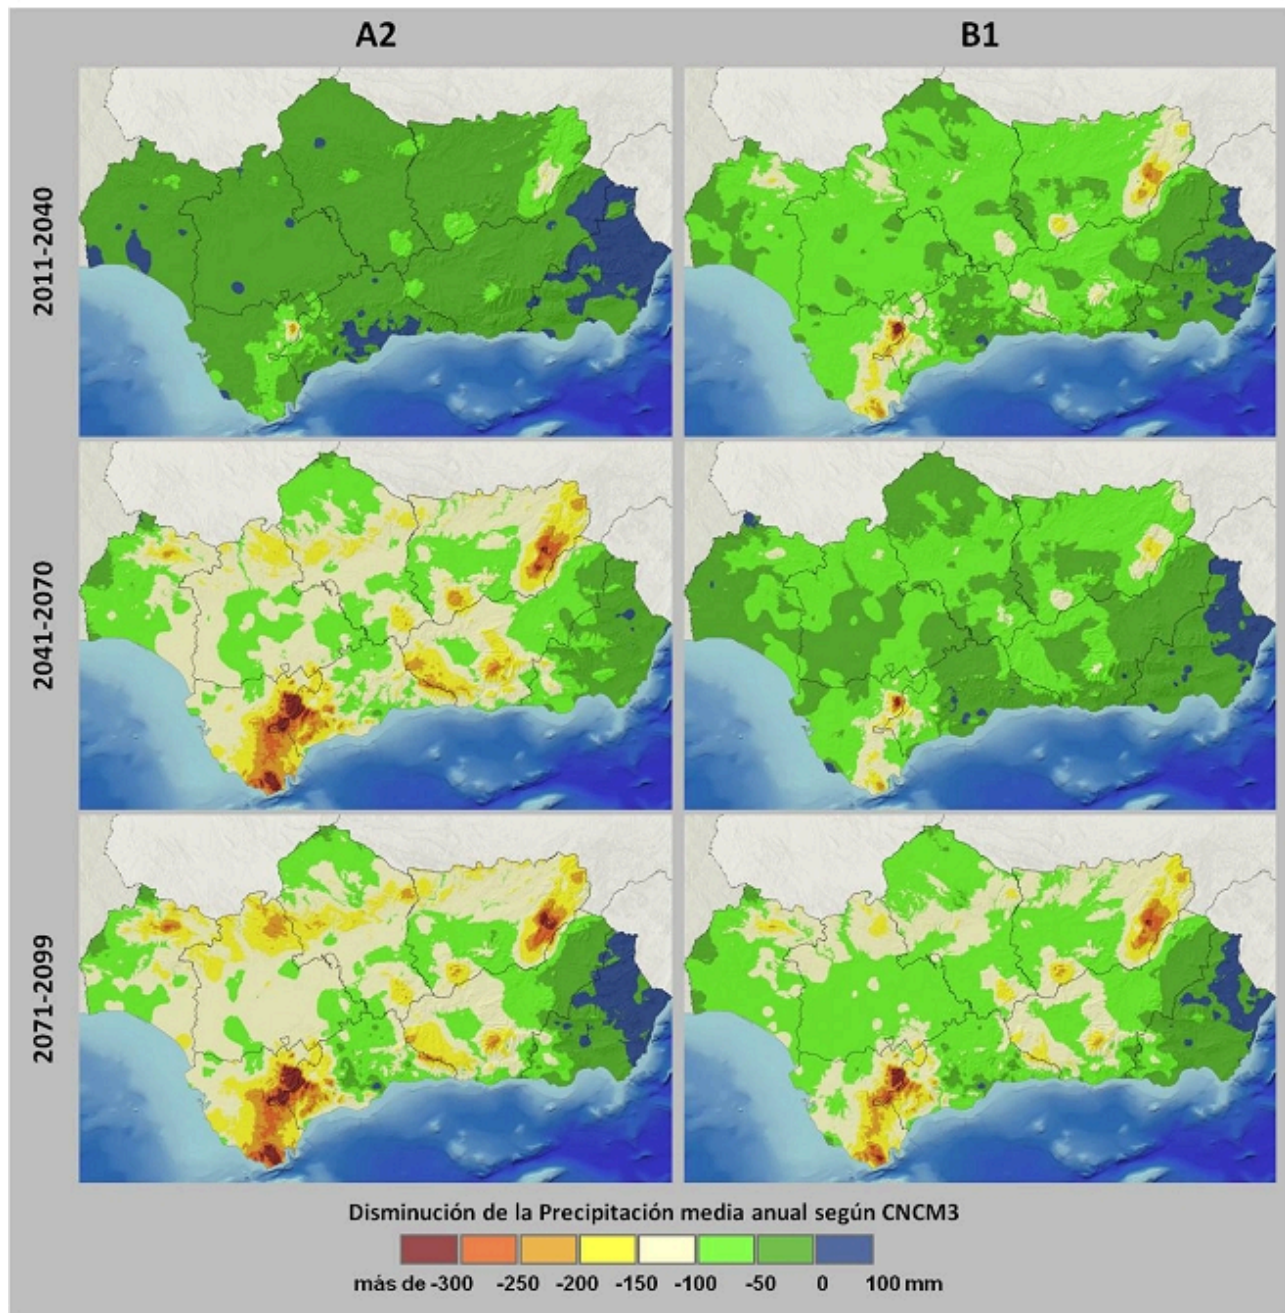 A2 B1
2011-2040
2041-2070
2071-2099
Disminución de la Precipitación media anual según CNCM3
más de -300 -250 -200 -150 -100 -50 0 100 mm